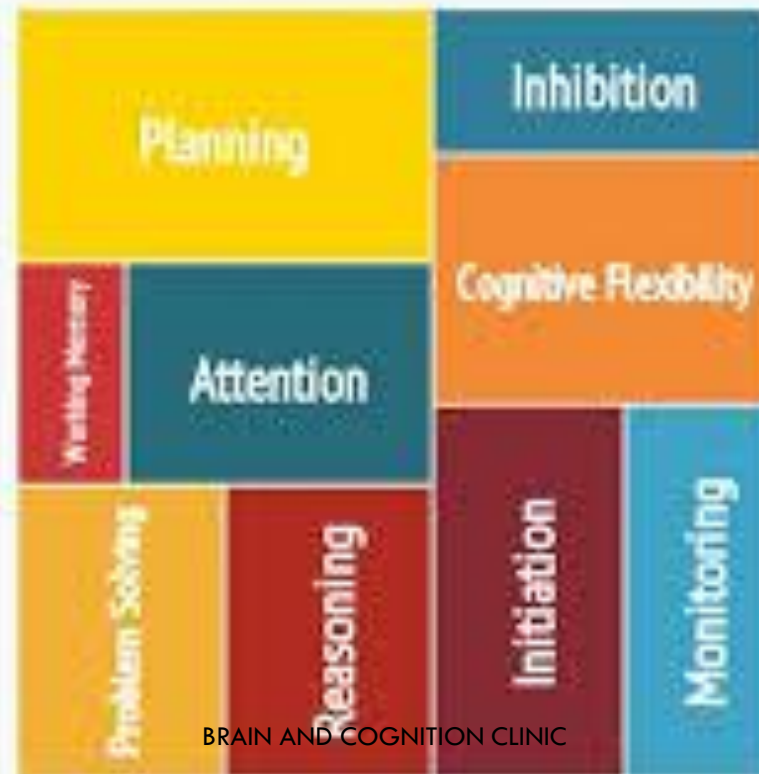 Planning
Inhibition
Cognitive Flexibility
Working Memory
Attention
Problem Solving
Reasoning
Initiation
Monitoring
BRAIN AND COGNITION CLINIC